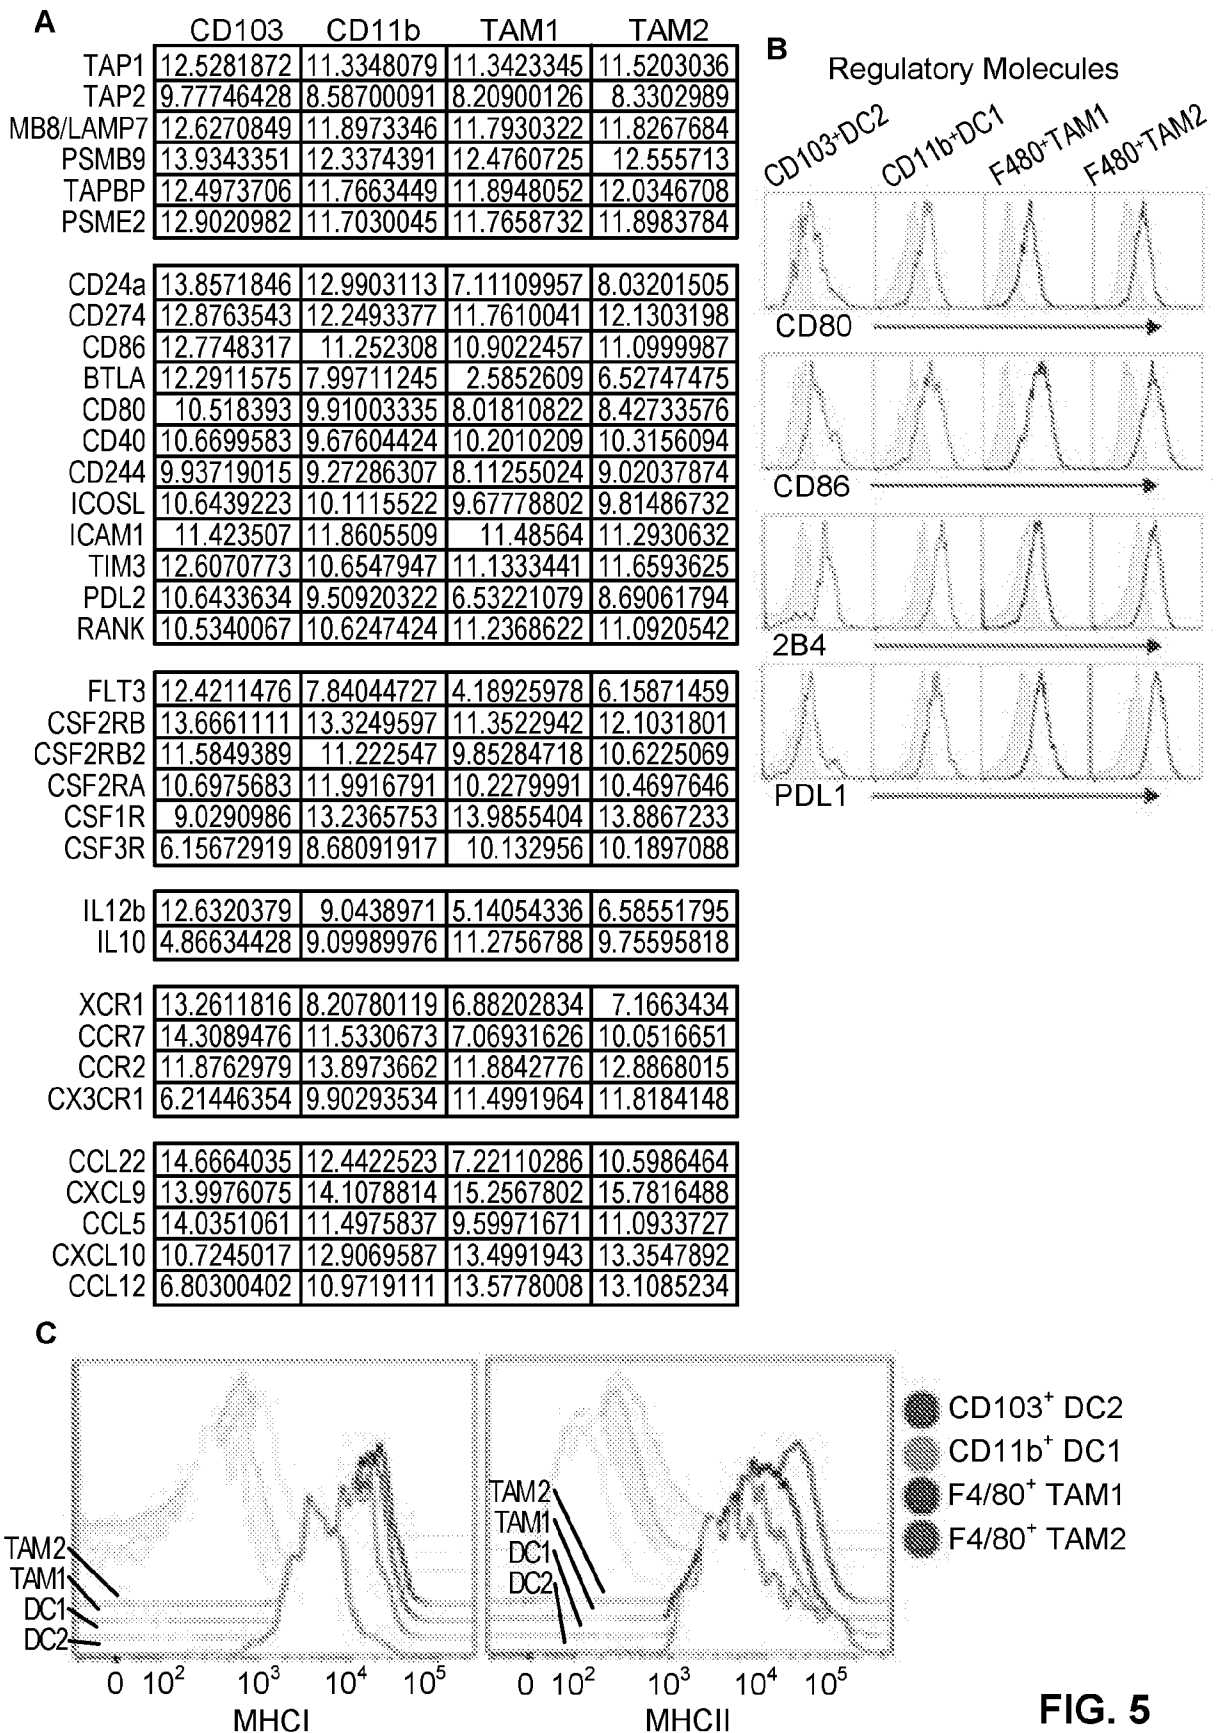 A
CD103 CD11b TAM1 TAM2
TAP1 12.5281872 11.3348079 11.3423345 11.5203036
TAP2 9.77746428 8.58700091 8.20900126 8.3302989
MB8/LAMP7 12.6270849 11.8973346 11.7930322 11.8267684
PSMB9 13.9343351 12.3374391 12.4760725 12.555713
TAPBP 12.4973706 11.7663449 11.8948052 12.0346708
PSME2 12.9020982 11.7030045 11.7658732 11.8983784
CD24a 13.8571846 12.9903113 7.11109957 8.03201505
CD274 12.8763543 12.2493377 11.7610041 12.1303198
CD86 12.7748317 11.252308 10.9022457 11.0999987
BTLA 12.2911575 7.99711245 2.5852609 6.52747475
CD80 10.518393 9.91003335 8.01810822 8.42733576
CD40 10.6699583 9.67604424 10.2010209 10.3156094
CD244 9.93719015 9.27286307 8.11255024 9.02037874
ICOSL 10.6439223 10.1115522 9.67778802 9.81486732
ICAM1 11.423507 11.8605509 11.48564 11.2930632
TIM3 12.6070773 10.6547947 11.1333441 11.6593625
PDL2 10.6433634 9.50920322 6.53221079 8.69061794
RANK 10.5340067 10.6247424 11.2368622 11.0920542
FLT3 12.4211476 7.84044727 4.18925978 6.15871459
CSF2RB 13.6661111 13.3249597 11.3522942 12.1031801
CSF2RB2 11.5849389 11.222547 9.85284718 10.6225069
CSF2RA 10.6975683 11.9916791 10.2279991 10.4697646
CSF1R 9.0290986 13.2365753 13.9855404 13.8867233
CSF3R 6.15672919 8.68091917 10.132956 10.1897088
IL12b 12.6320379 9.0438971 5.14054336 6.58551795
IL10 4.86634428 9.09989976 11.2756788 9.75595818
XCR1 13.2611816 8.20780119 6.88202834 7.1663434
CCR7 14.3089476 11.5330673 7.06931626 10.0516651
CCR2 11.8762979 13.8973662 11.8842776 12.8868015
CX3CR1 6.21446354 9.90293534 11.4991964 11.8184148
CCL22 14.6664035 12.4422523 7.22110286 10.5986464
CXCL9 13.9976075 14.1078814 15.2567802 15.7816488
CCL5 14.0351061 11.4975837 9.59971671 11.0933727
CXCL10 10.7245017 12.9069587 13.4991943 13.3547892
CCL12 6.80300402 10.9719111 13.5778008 13.1085234
B
Regulatory Molecules
CD103⁺DC2 CD11b⁺DC1 F480⁺TAM1 F480⁺TAM2
CD80
CD86
2B4
PDL1
C
TAM2
TAM1
DC1
DC2
0 10² 10³ 10⁴ 10⁵
MHCI
TAM2
TAM1
DC1
DC2
0 10² 10³ 10⁴ 10⁵
MHCII
CD103⁺ DC2
CD11b⁺ DC1
F4/80⁺ TAM1
F4/80⁺ TAM2
FIG. 5